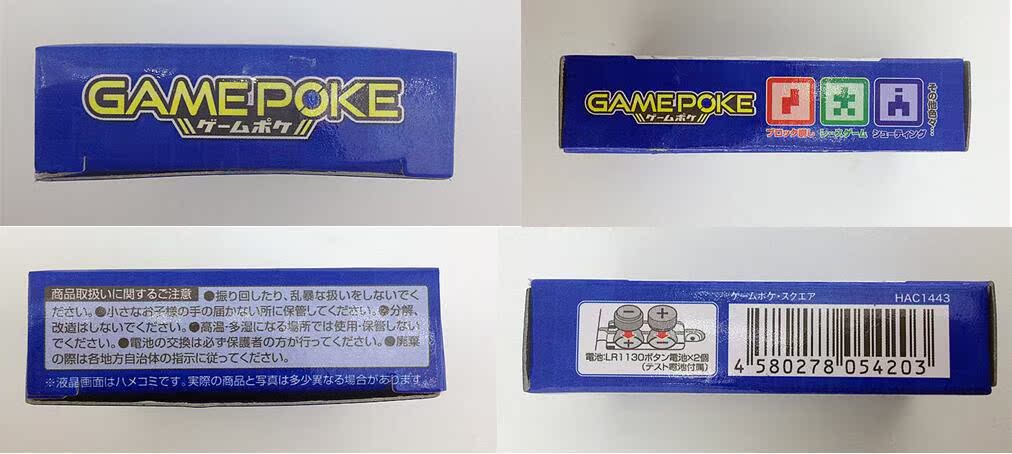 GAMEPOKE
ゲームポケ
GAMEPOKE
ゲームポケ
ブロック崩し
レースゲーム
シューティング
その他色々…
商品取扱いに関するご注意 ●振り回したり、乱暴な扱いをしないでく
ださい。●小さなお子様の手の届かない所に保管してください。●分解、
改造はしないでください。●高温・多湿になる場所では使用・保管しない
でください。●電池の交換は必ず保護者の方が行ってください。●廃棄
の際は各地方自治体の指示に従ってください。
※液晶画面はハメコミです。実際の商品と写真は多少異なる場合があります。
ゲームポケ・スクエア
HAC1443
電池:LR1130ボタン電池×2個
(テスト電池付属)
4 580278 054203